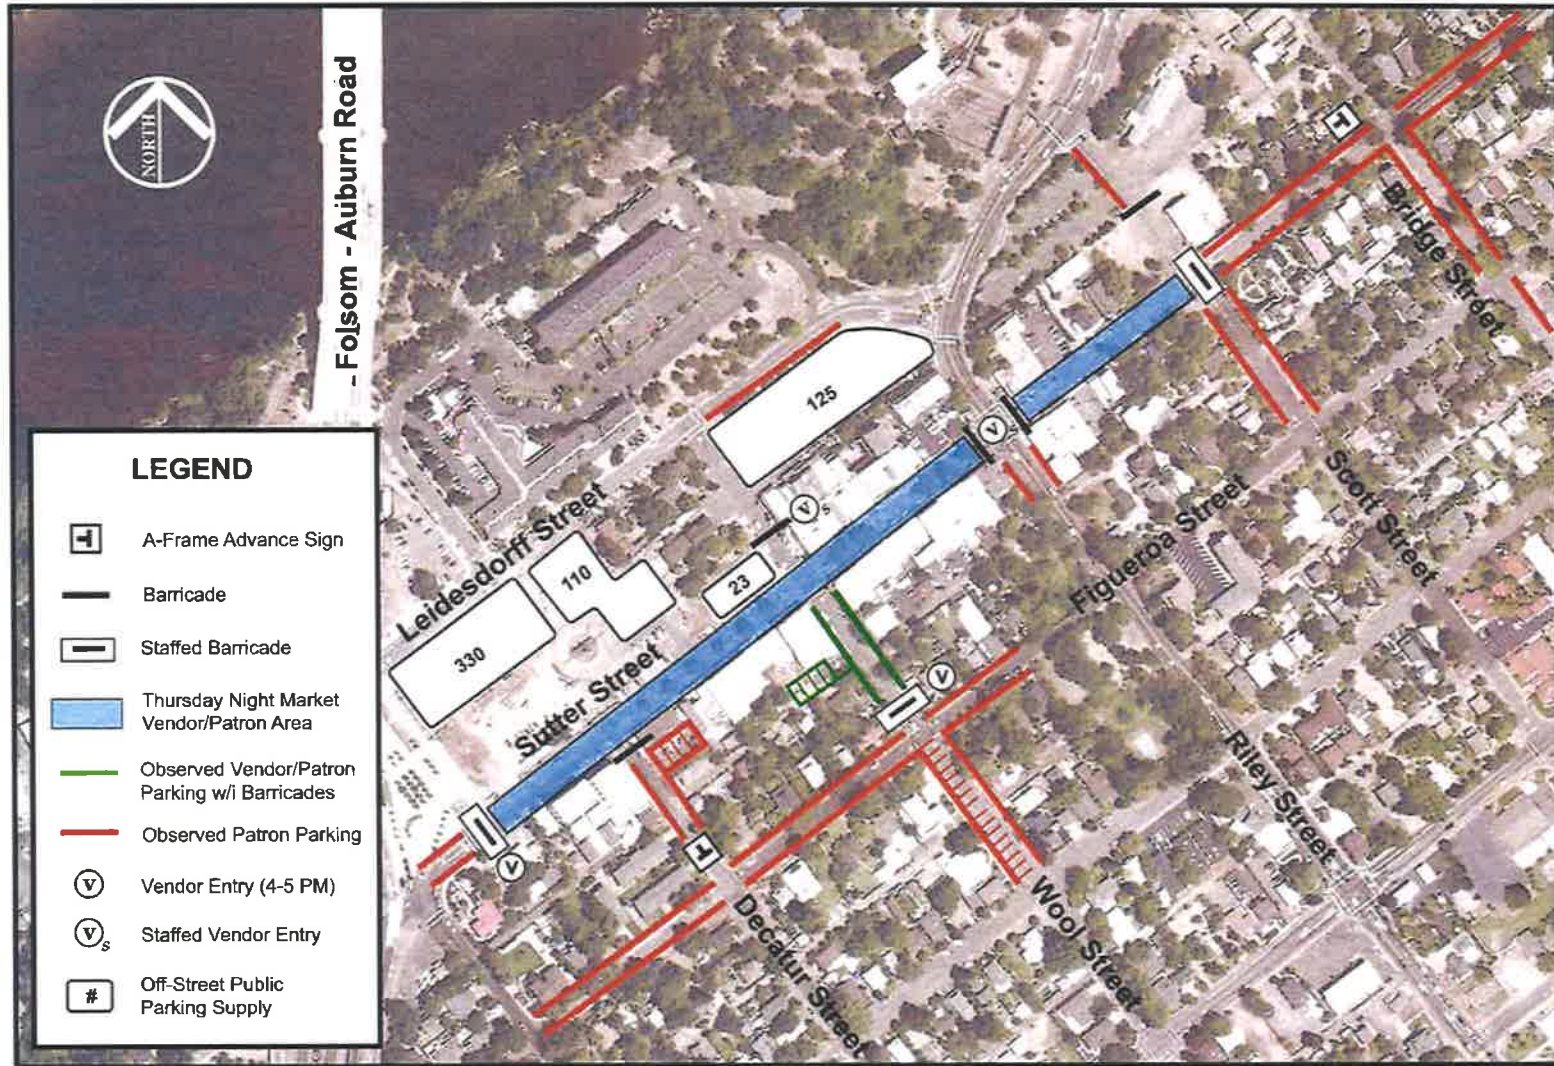 NORTH
Folsom - Auburn Road
LEGEND
T
A-Frame Advance Sign
Barricade
Staffed Barricade
Thursday Night Market
Vendor/Patron Area
Observed Vendor/Patron
Parking w/i Barricades
Observed Patron Parking
V
Vendor Entry (4-5 PM)
Vs
Staffed Vendor Entry
#
Off-Street Public
Parking Supply
T
Bridge Street
125
V
Scott Street
Leidesdorff Street
Vs
110
23
Figueroa Street
330
Sutter Street
V
Riley Street
V
T
Decatur Street
Wool Street